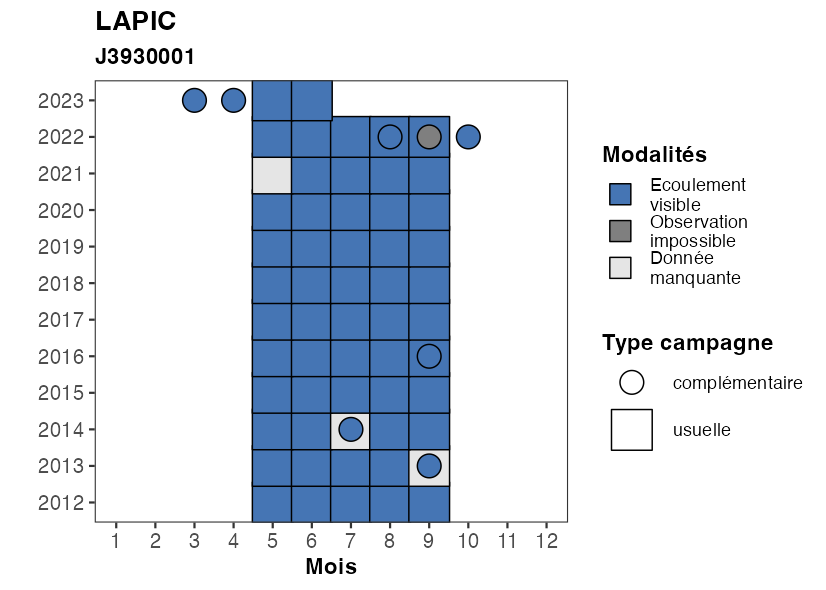 LAPIC
J3930001
2023
2022
2021
2020
2019
2018
2017
2016
2015
2014
2013
2012
1 2 3 4 5 6 7 8 9 10 11 12
Mois
Modalités
Ecoulement
visible
Observation
impossible
Donnée
manquante
Type campagne
complémentaire
usuelle